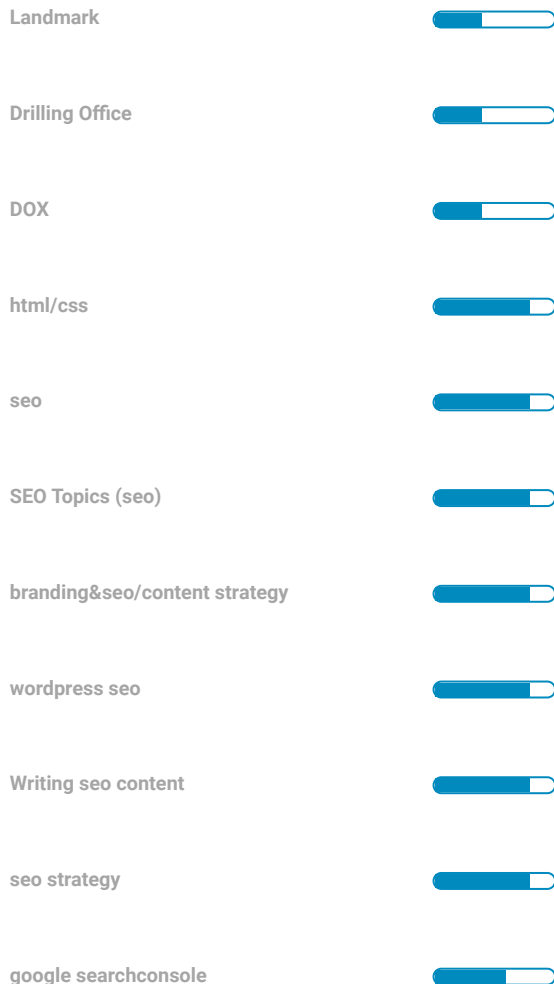 Landmark
Drilling Office
DOX
html/css
seo
SEO Topics (seo)
branding&seo/content strategy
wordpress seo
Writing seo content
seo strategy
google searchconsole